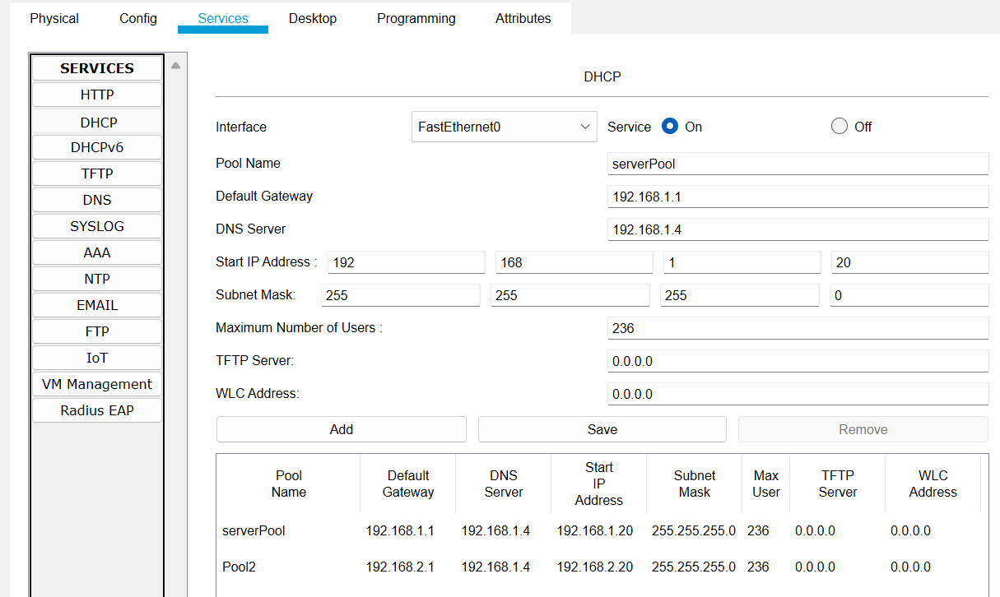 Physical Config Services Desktop Programming Attributes
SERVICES
HTTP
DHCP
DHCPv6
TFTP
DNS
SYSLOG
AAA
NTP
EMAIL
FTP
IoT
VM Management
Radius EAP
DHCP
Interface FastEthernet0 Service On Off
Pool Name serverPool
Default Gateway 192.168.1.1
DNS Server 192.168.1.4
Start IP Address : 192 168 1 20
Subnet Mask: 255 255 255 0
Maximum Number of Users : 236
TFTP Server: 0.0.0.0
WLC Address: 0.0.0.0
Add Save Remove
Pool Name Default Gateway DNS Server Start IP Address Subnet Mask Max User TFTP Server WLC Address
serverPool 192.168.1.1 192.168.1.4 192.168.1.20 255.255.255.0 236 0.0.0.0 0.0.0.0
Pool2 192.168.2.1 192.168.1.4 192.168.2.20 255.255.255.0 236 0.0.0.0 0.0.0.0